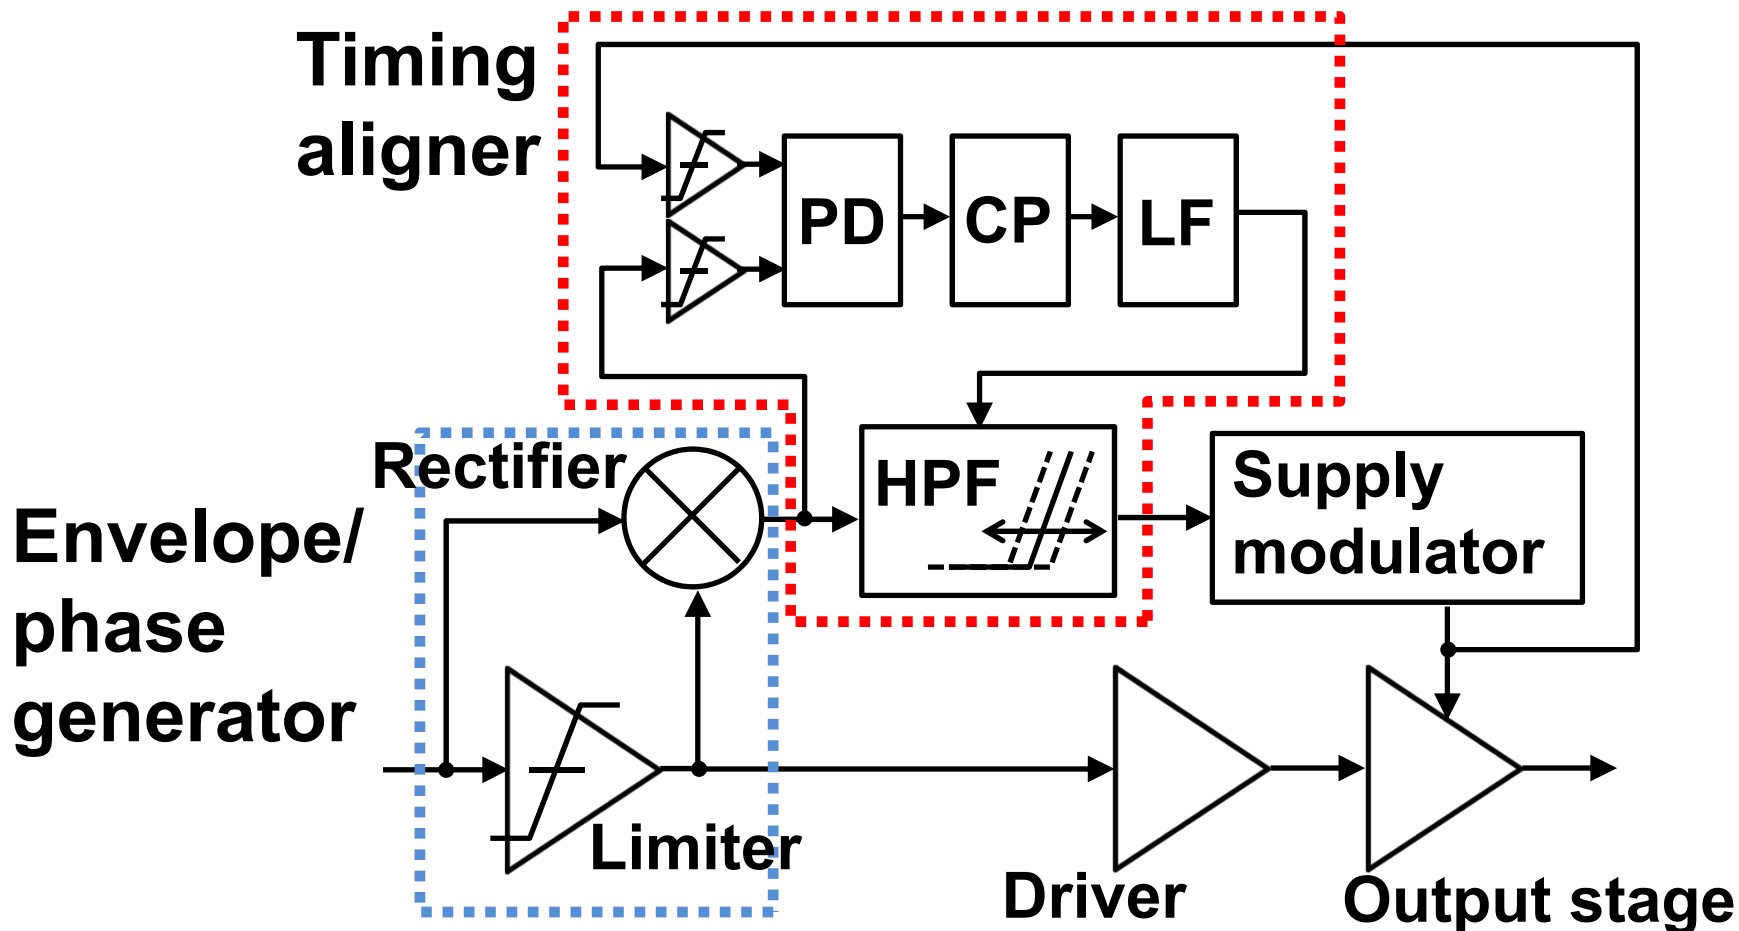 Timing
aligner
PD
CP
LF
Rectifier
HPF
Supply
modulator
Envelope/
phase
generator
Limiter
Driver
Output stage